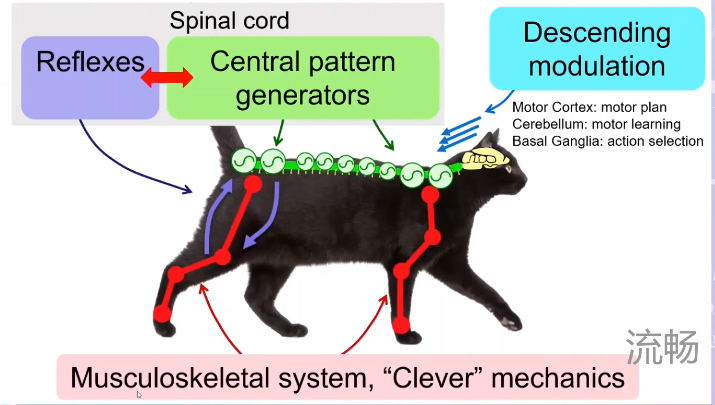 Spinal cord
Reflexes
Central pattern
generators
Descending
modulation
Motor Cortex: motor plan
Cerebellum: motor learning
Basal Ganglia: action selection
流畅
Musculoskeletal system, “Clever” mechanics